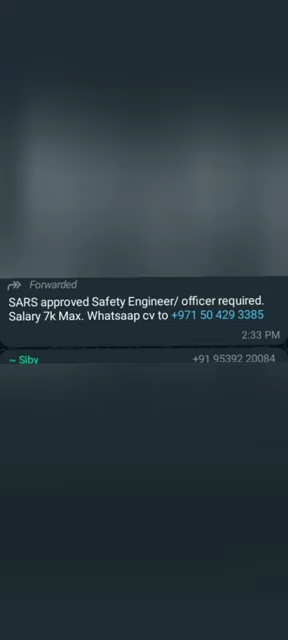 Forwarded
SARS approved Safety Engineer/ officer required.
Salary 7k Max. Whatsaap cv to +971 50 429 3385
2:33 PM
~ Siby +91 95392 20084